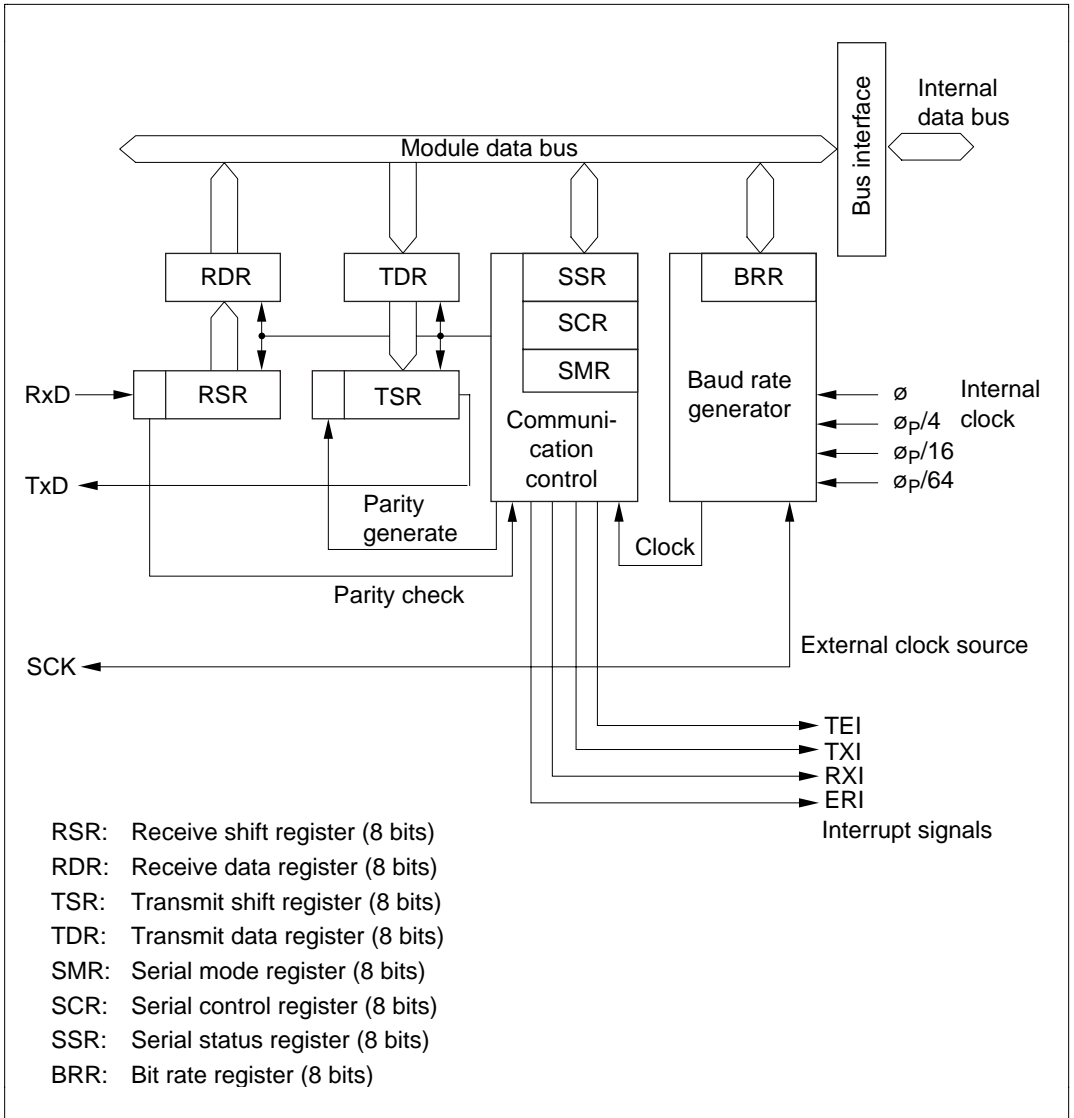 Internal
data bus
Bus interface
Module data bus
RDR
TDR
SSR
BRR
SCR
SMR
RxD
RSR
TSR
Baud rate
generator
ø
Internal
clock
øP/4
øP/16
øP/64
Communi-
cation
control
TxD
Parity
generate
Clock
Parity check
External clock source
SCK
TEI
TXI
RXI
ERI
Interrupt signals
RSR: Receive shift register (8 bits)
RDR: Receive data register (8 bits)
TSR: Transmit shift register (8 bits)
TDR: Transmit data register (8 bits)
SMR: Serial mode register (8 bits)
SCR: Serial control register (8 bits)
SSR: Serial status register (8 bits)
BRR: Bit rate register (8 bits)